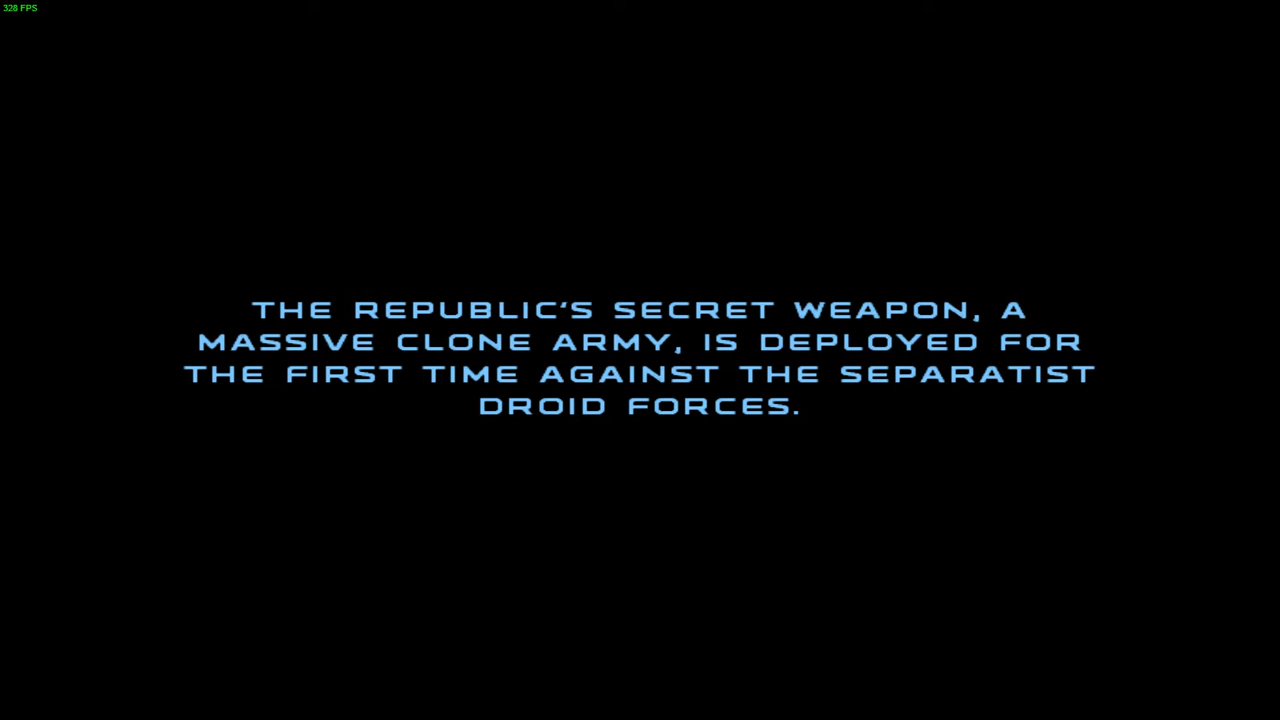 328 FPS
THE REPUBLIC'S SECRET WEAPON, A
MASSIVE CLONE ARMY, IS DEPLOYED FOR
THE FIRST TIME AGAINST THE SEPARATIST
DROID FORCES.